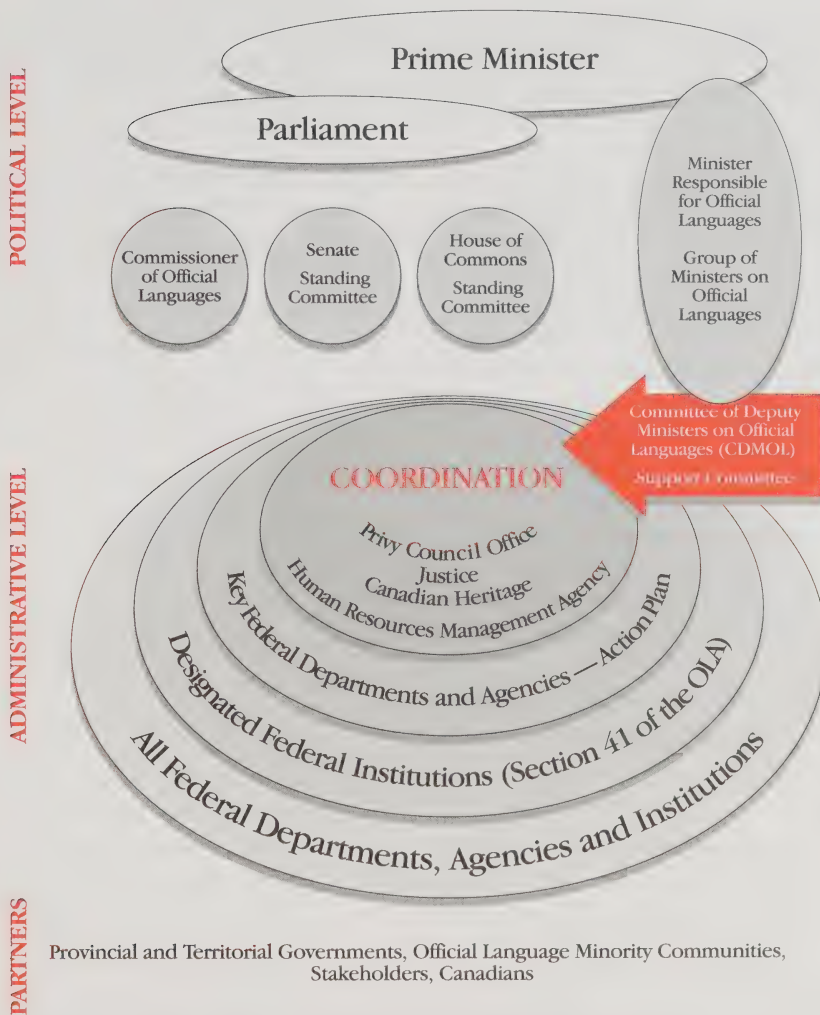 POLITICAL LEVEL
Prime Minister
Parliament
Minister
Responsible
for Official
Languages
Group of
Ministers on
Official
Languages
Commissioner
of Official
Languages
Senate
Standing
Committee
House of
Commons
Standing
Committee
Committee of Deputy
Ministers on Official
Languages (CDMOL)
Support Committee
ADMINISTRATIVE LEVEL
COORDINATION
Privy Council Office
Justice
Canadian Heritage
Human Resources Management Agency
Key Federal Departments and Agencies — Action Plan
Designated Federal Institutions (Section 41 of the OLA)
All Federal Departments, Agencies and Institutions
PARTNERS
Provincial and Territorial Governments, Official Language Minority Communities,
Stakeholders, Canadians